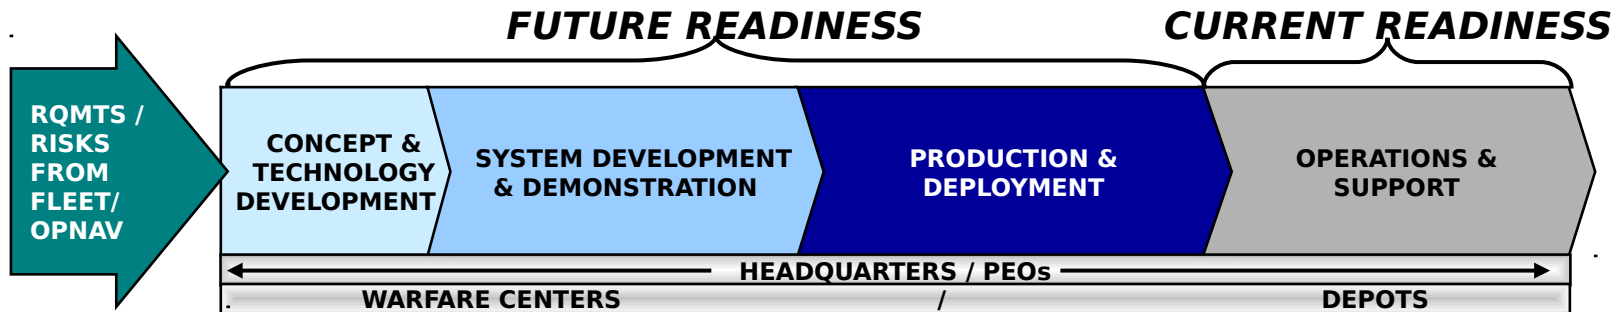 FUTURE READINESS
CURRENT READINESS
RQMTS /
RISKS
FROM
FLEET/
OPNAV
CONCEPT &
TECHNOLOGY
DEVELOPMENT
SYSTEM DEVELOPMENT
& DEMONSTRATION
PRODUCTION &
DEPLOYMENT
OPERATIONS &
SUPPORT
HEADQUARTERS / PEOs
WARFARE CENTERS / DEPOTS